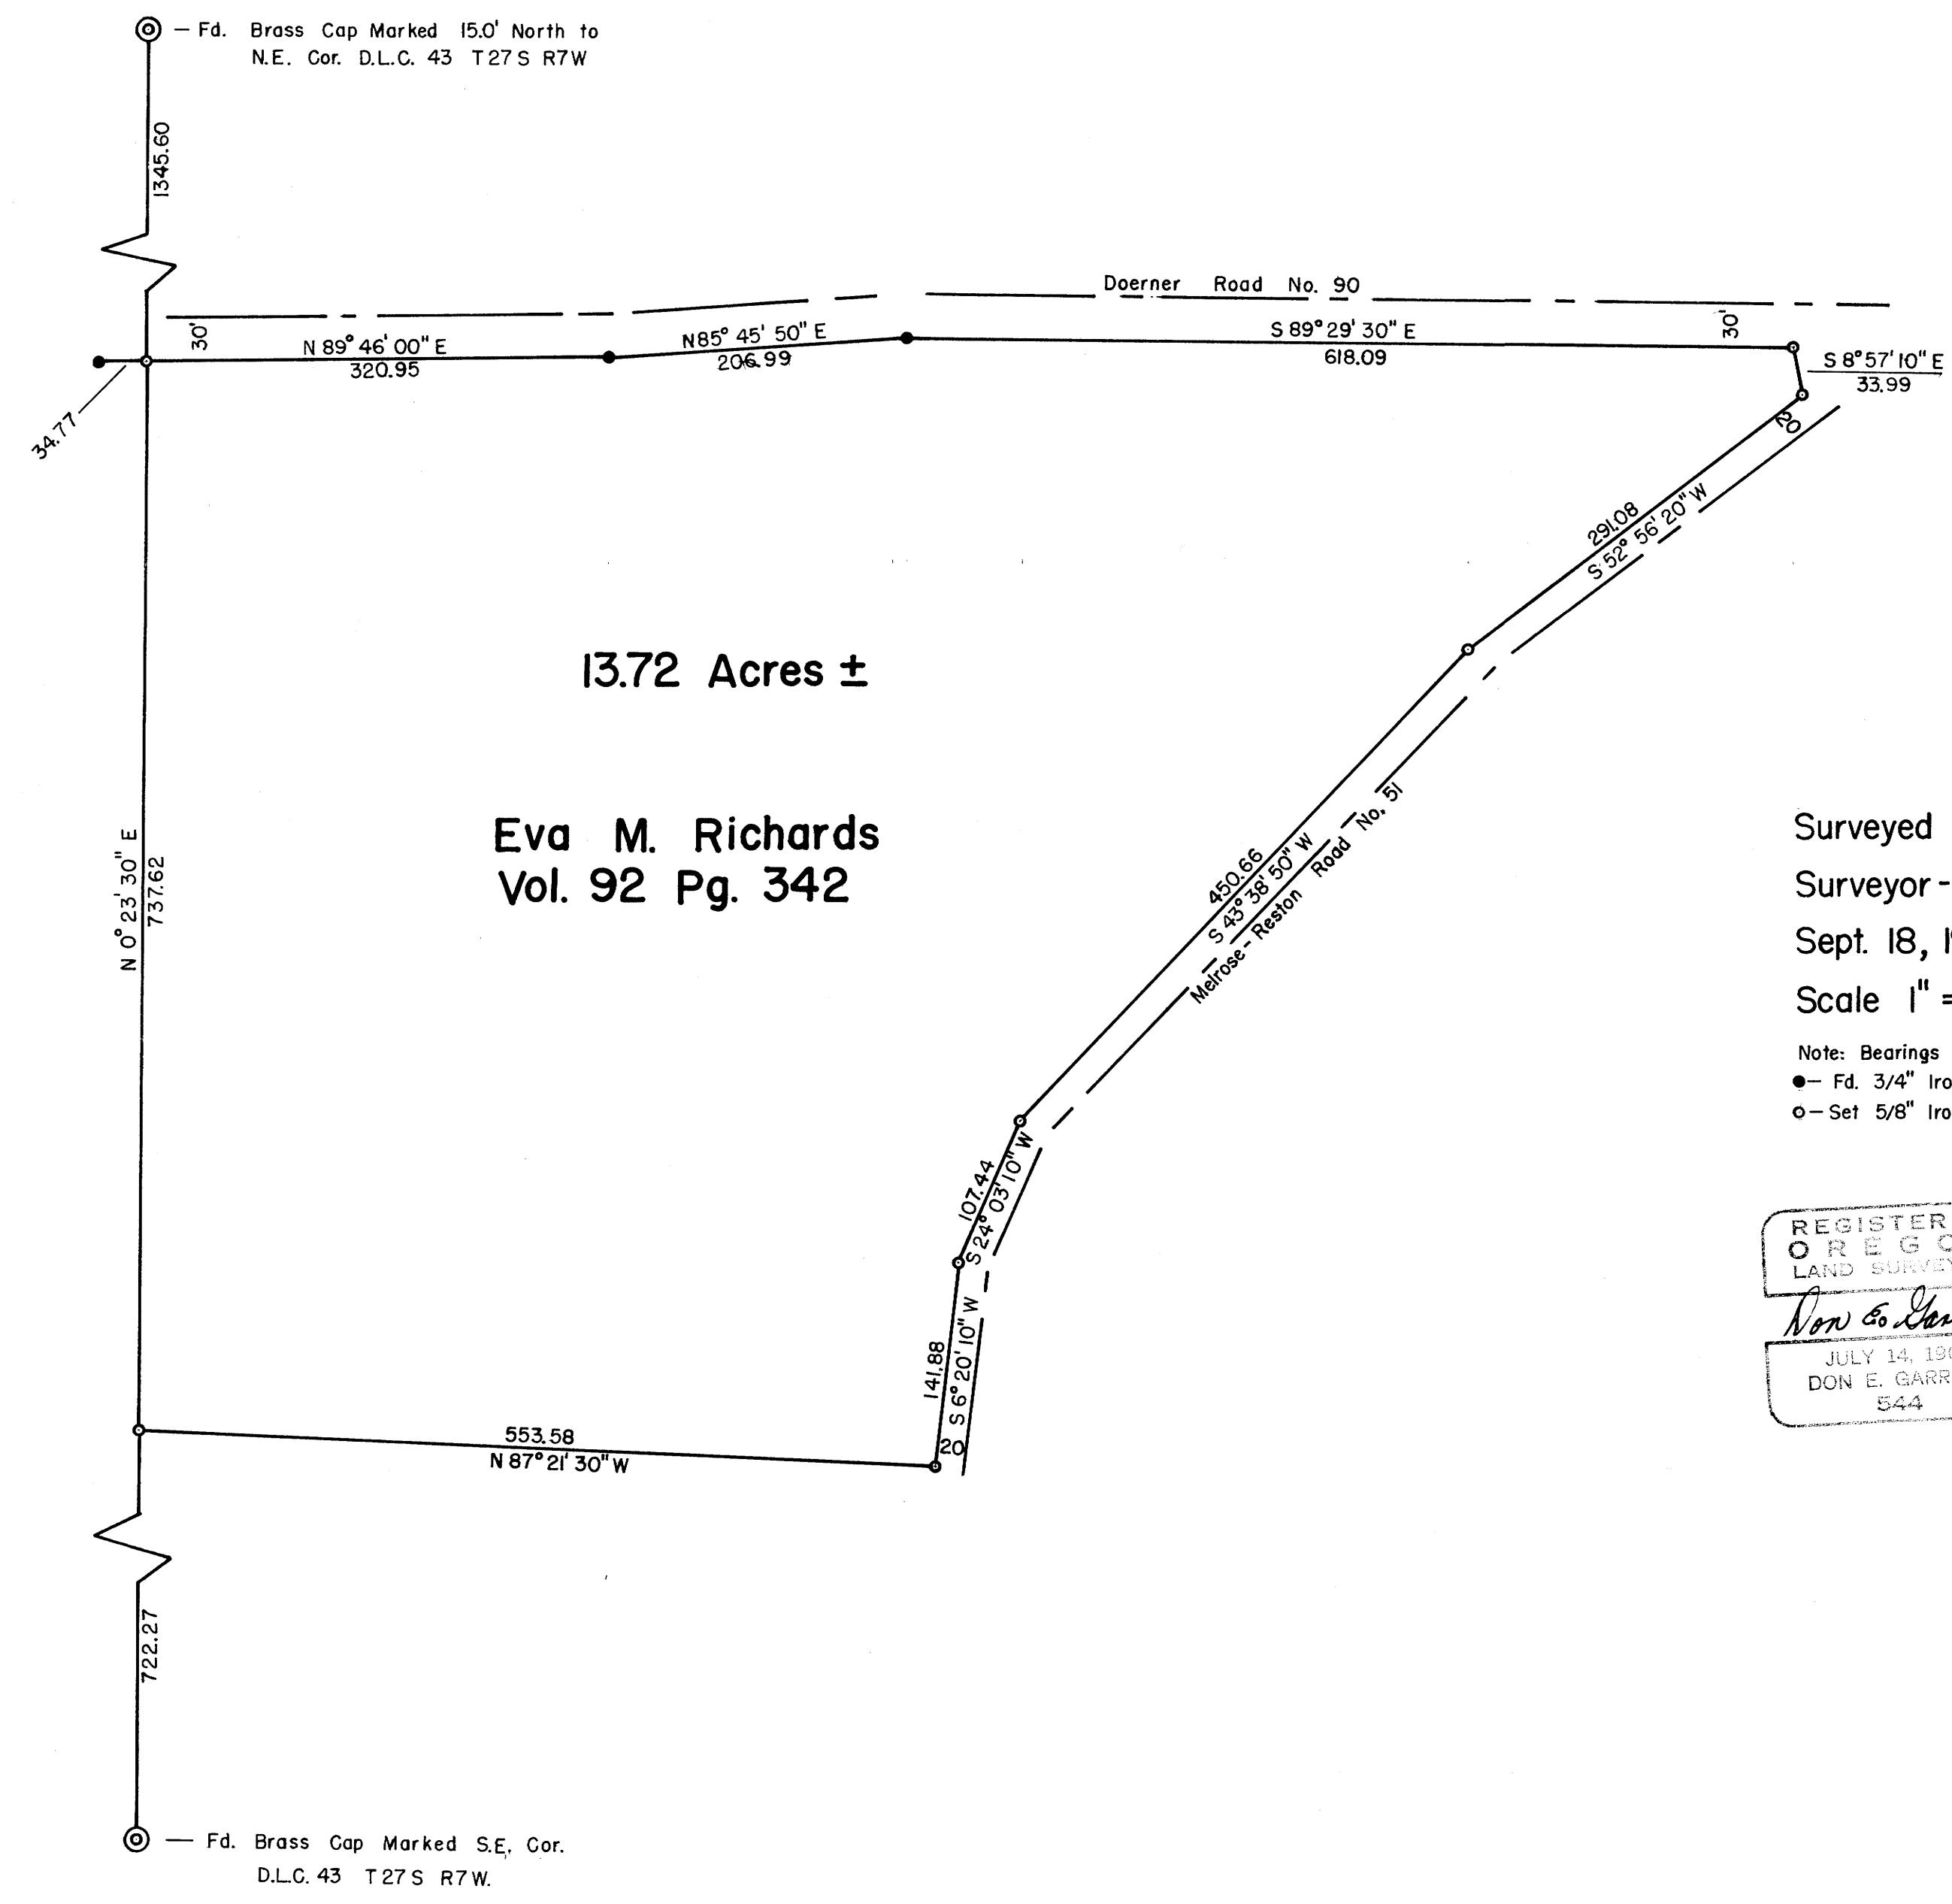 — Fd. Brass Cap Marked 15.0' North to
N.E. Cor. D.L.C. 43 T27S R7W
1345.60
Doerner Road No. 90
30'
N 89° 46' 00" E
320.95
N85° 45' 50" E
206.99
S 89° 29' 30" E
618.09
30'
S 8° 57' 10" E
33.99
34.77
20
291.08
S 52° 56' 20" W
13.72 Acres ±
Eva M. Richards
Vol. 92 Pg. 342
N 0° 23' 30" E
737.62
450.66
S 43° 38' 50" W
Melrose - Reston Road No. 51
Surveyed
Surveyor -
Sept. 18,
Scale 1" =
Note: Bearings
●— Fd. 3/4" Iro
o— Set 5/8" Iro
107.44
S 24° 03' 10" W
141.88
S 6° 20' 10" W
20
553.58
N 87° 21' 30" W
REGISTER
OREGO
LAND SURVEY
Don E. Gar
JULY 14, 19
DON E. GARR
544
722.27
— Fd. Brass Cap Marked S.E. Cor.
D.L.C. 43 T27S R7W.